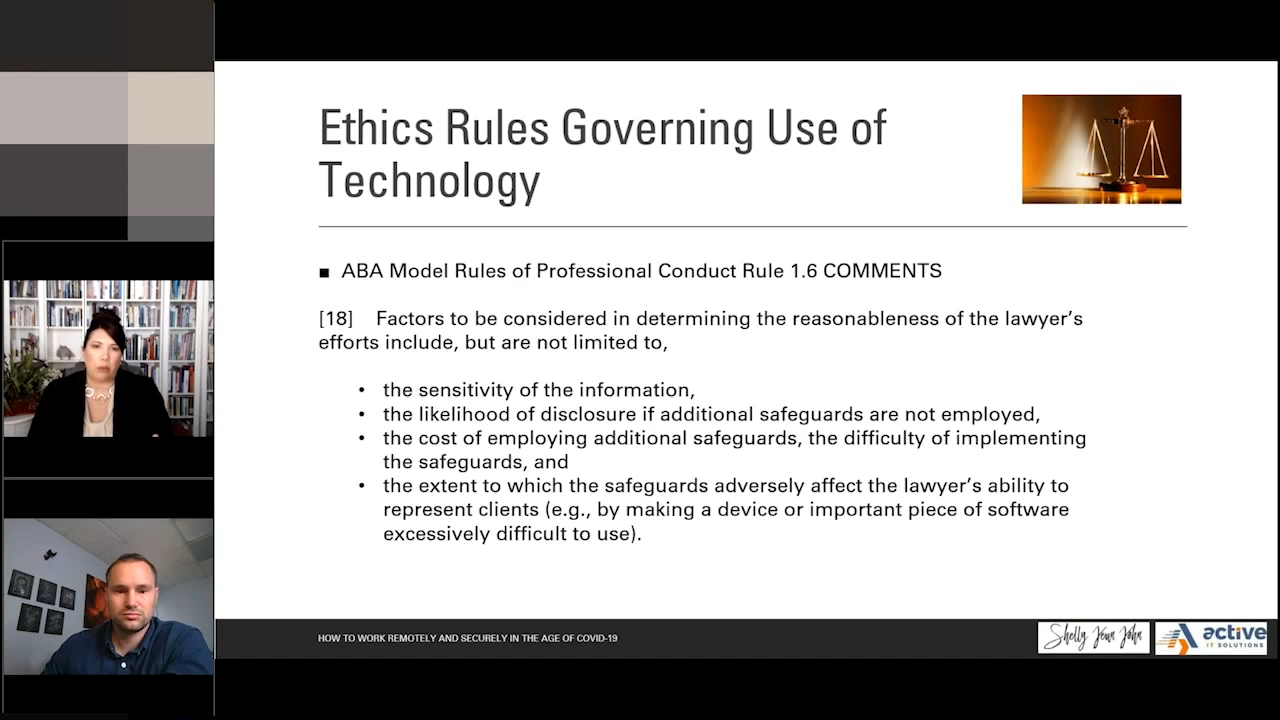 Ethics Rules Governing Use of
Technology
■ ABA Model Rules of Professional Conduct Rule 1.6 COMMENTS
[18] Factors to be considered in determining the reasonableness of the lawyer’s
efforts include, but are not limited to,
• the sensitivity of the information,
• the likelihood of disclosure if additional safeguards are not employed,
• the cost of employing additional safeguards, the difficulty of implementing
the safeguards, and
• the extent to which the safeguards adversely affect the lawyer’s ability to
represent clients (e.g., by making a device or important piece of software
excessively difficult to use).
HOW TO WORK REMOTELY AND SECURELY IN THE AGE OF COVID-19
Shelly Jenn John
active
IT SOLUTIONS